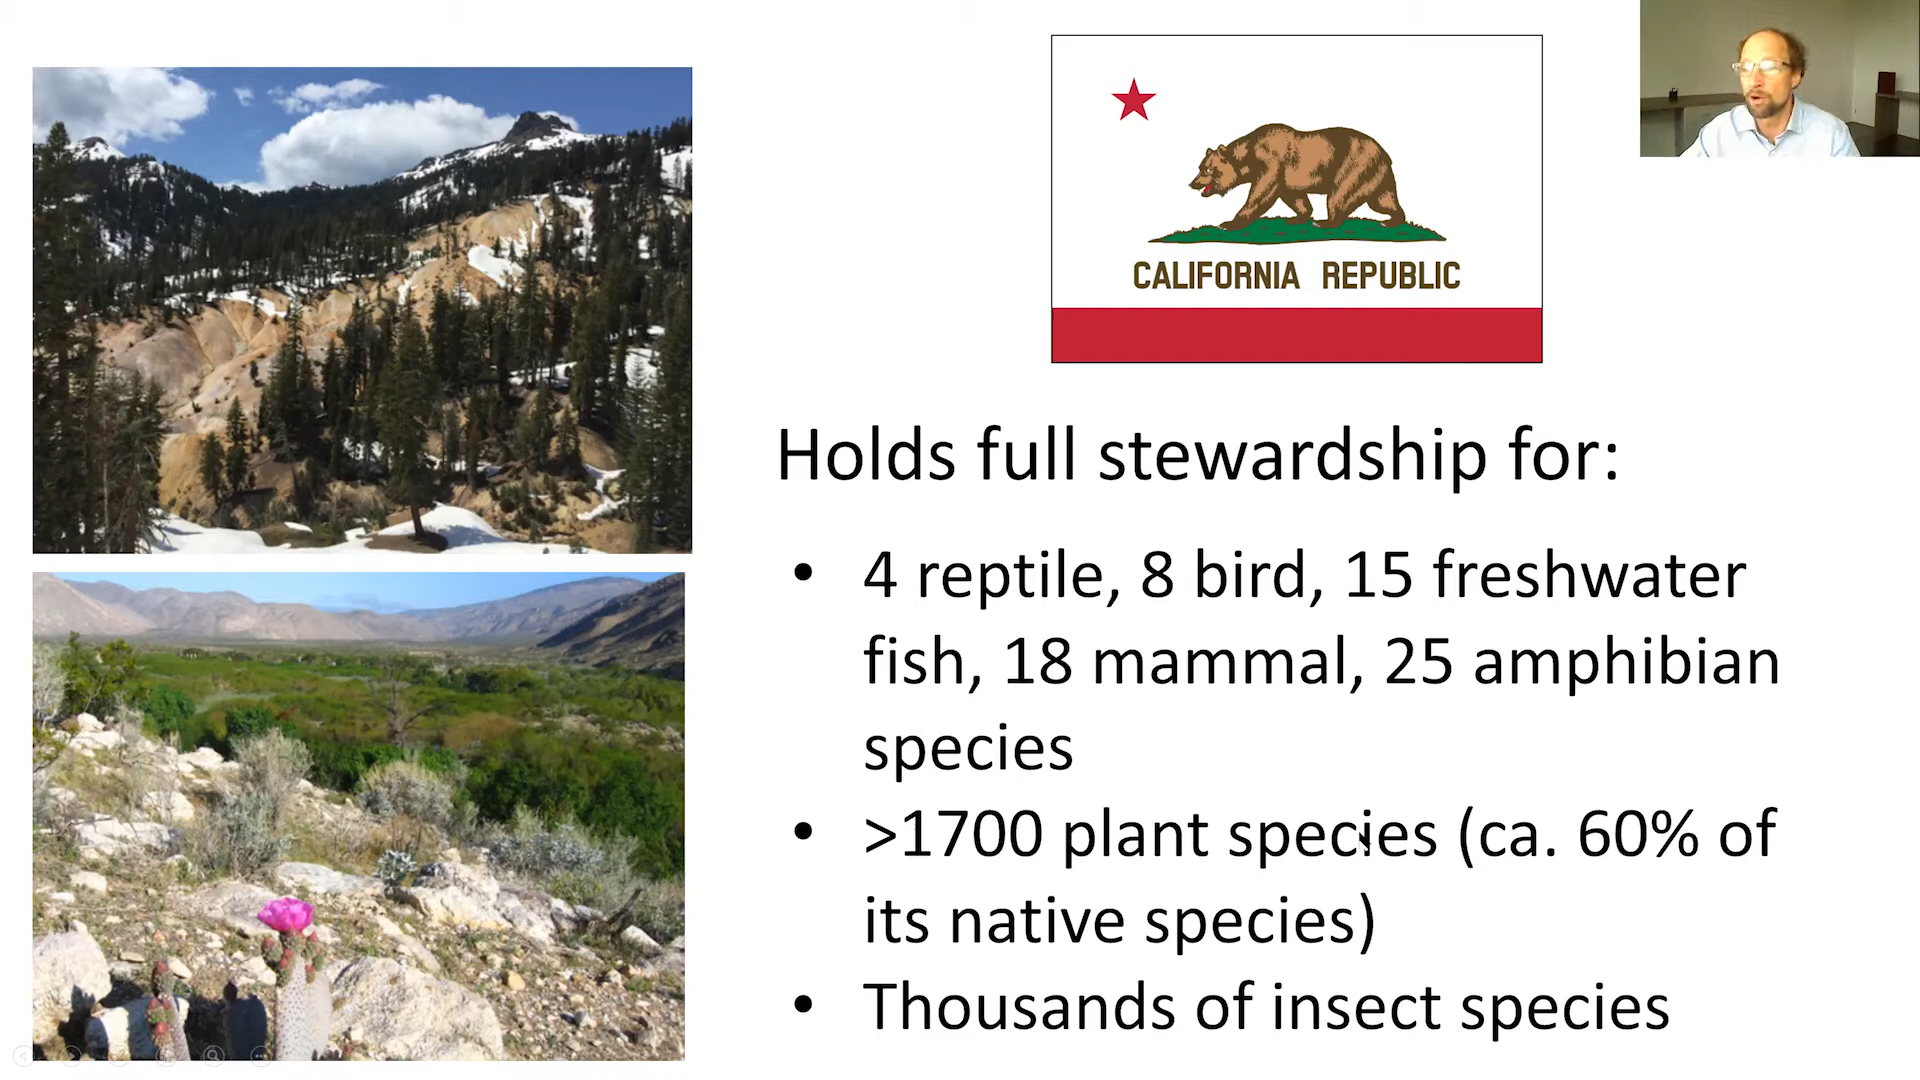 CALIFORNIA REPUBLIC
Holds full stewardship for:
• 4 reptile, 8 bird, 15 freshwater
fish, 18 mammal, 25 amphibian
species
• >1700 plant species (ca. 60% of
its native species)
• Thousands of insect species